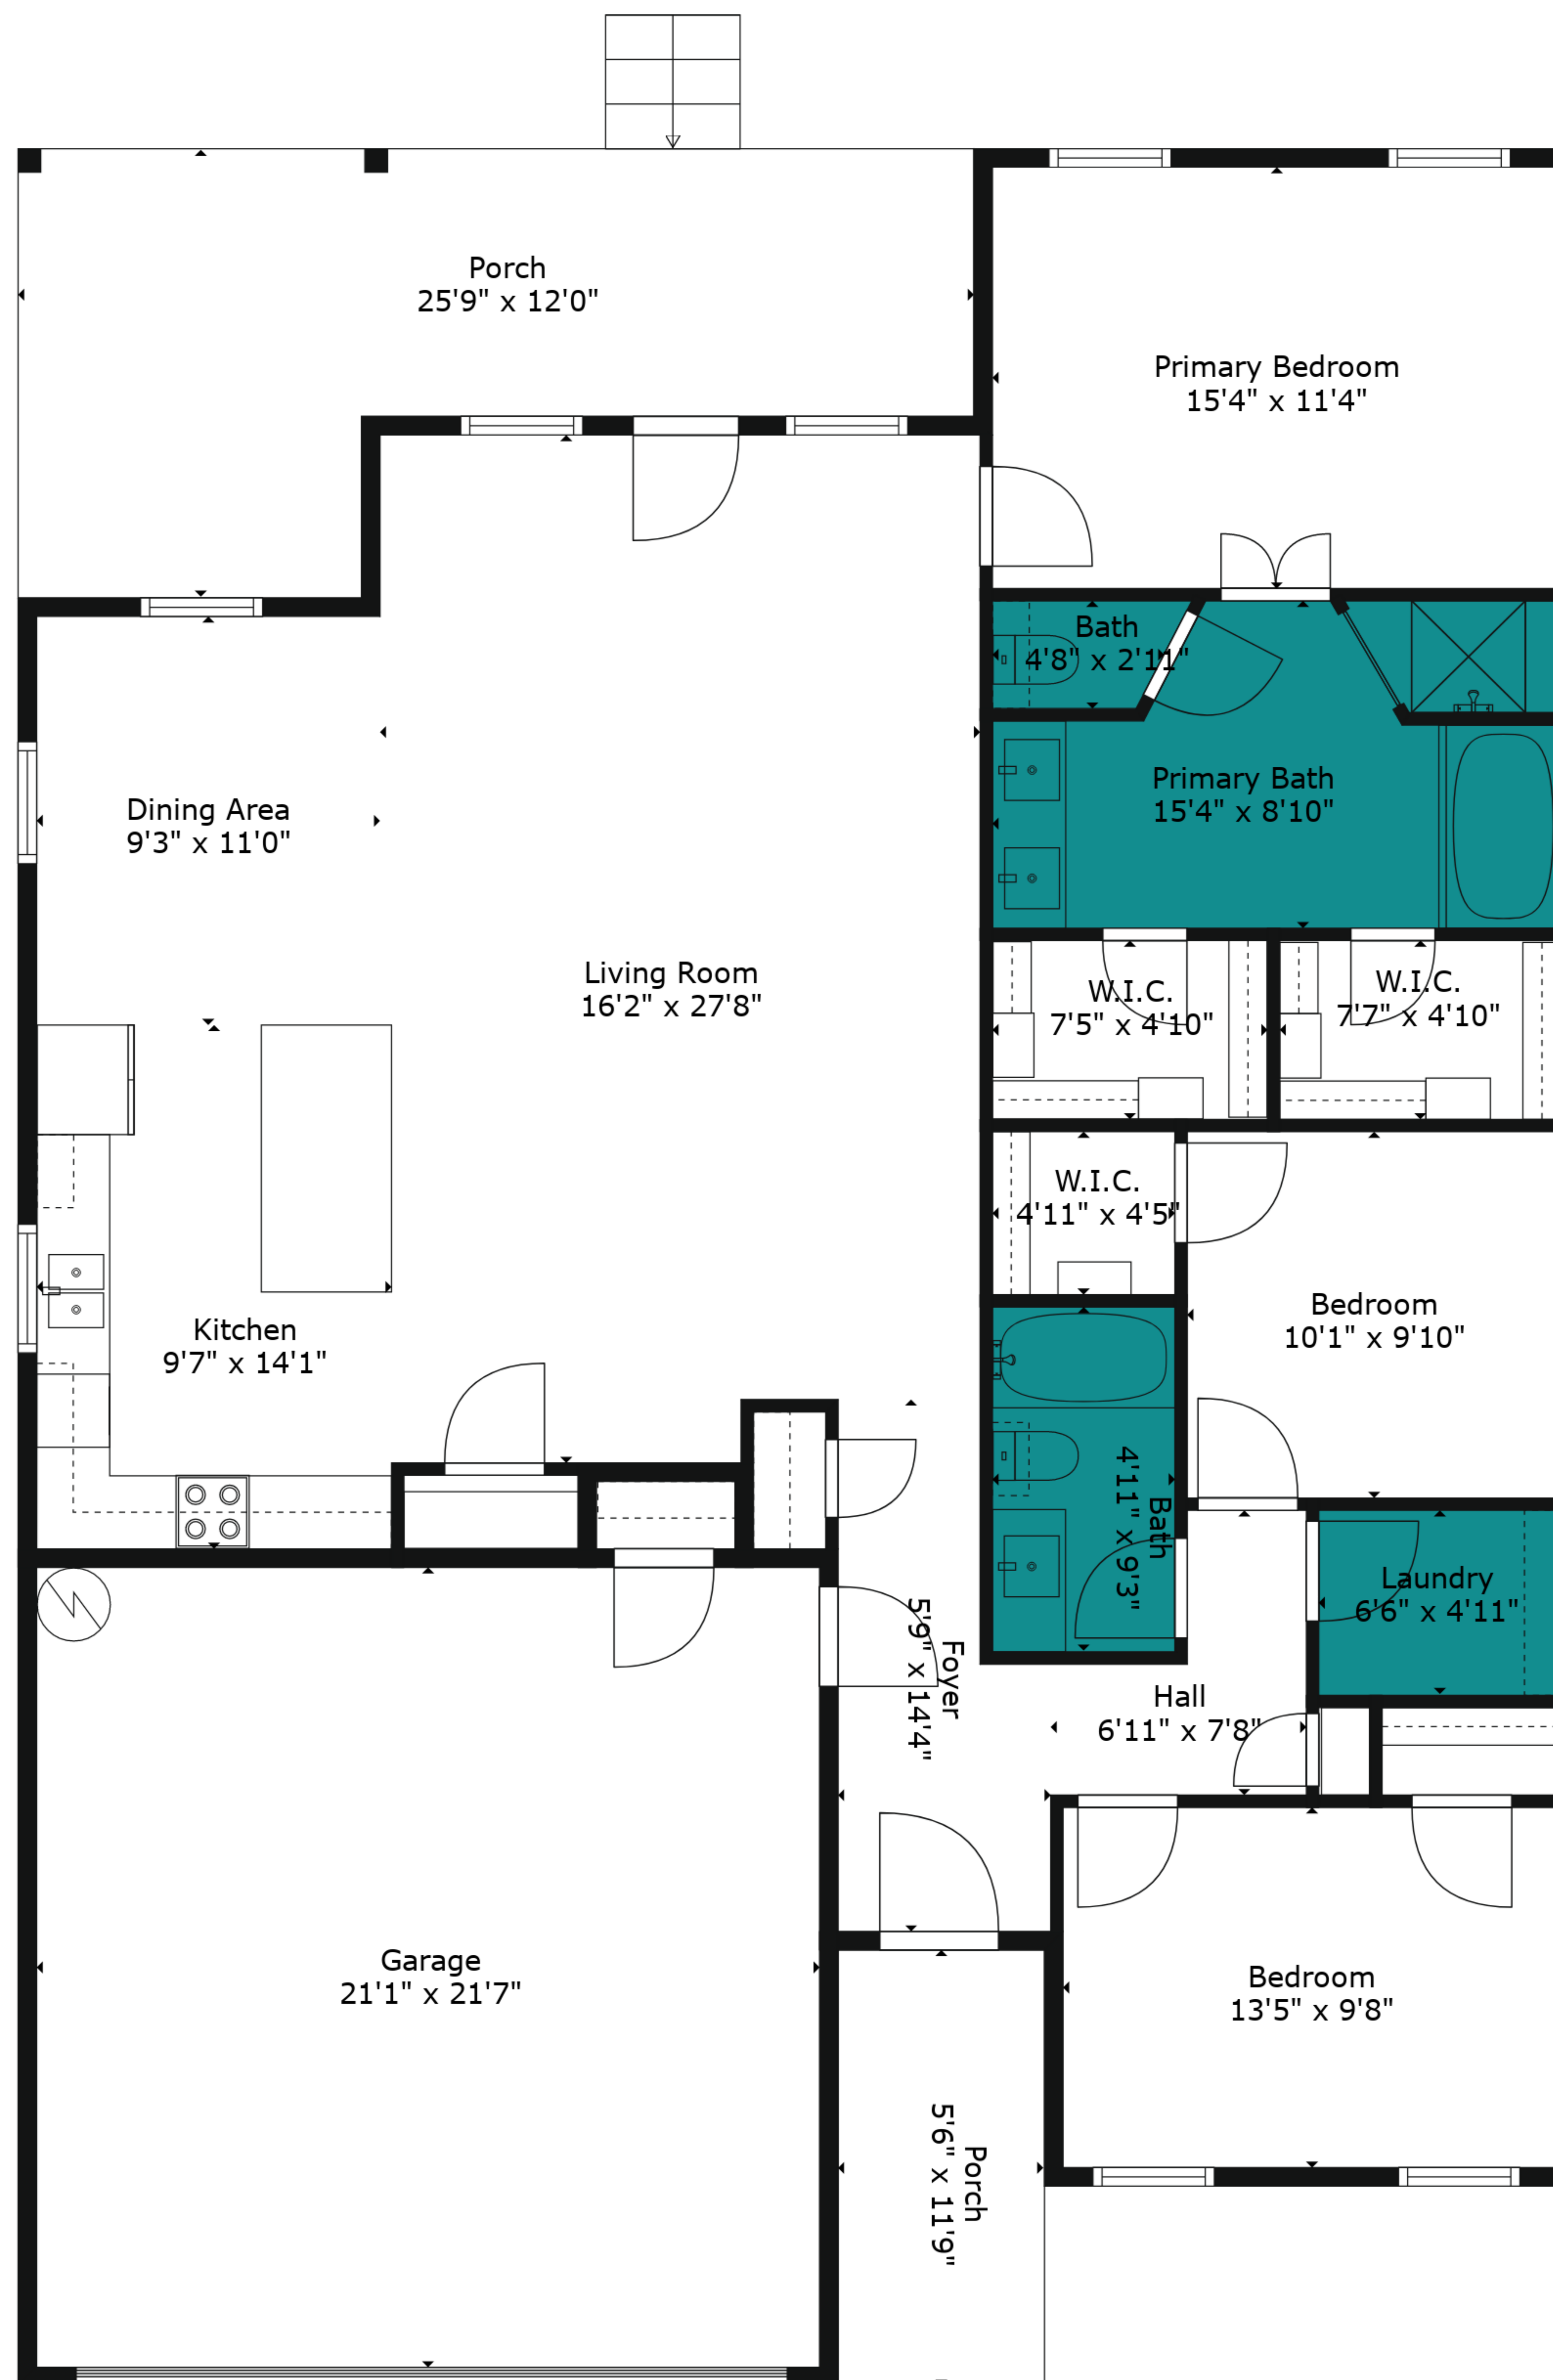 Porch
25'9" x 12'0"
Primary Bedroom
15'4" x 11'4"
Bath
4'8" x 2'11"
Primary Bath
15'4" x 8'10"
Dining Area
9'3" x 11'0"
Living Room
16'2" x 27'8"
W.I.C.
7'5" x 4'10"
W.I.C.
7'7" x 4'10"
W.I.C.
4'11" x 4'5"
Bedroom
10'1" x 9'10"
Kitchen
9'7" x 14'1"
Bath
4'11" x 9'3"
Laundry
6'6" x 4'11"
Foyer
5'9" x 14'4"
Hall
6'11" x 7'8"
Garage
21'1" x 21'7"
Bedroom
13'5" x 9'8"
Porch
5'6" x 11'9"